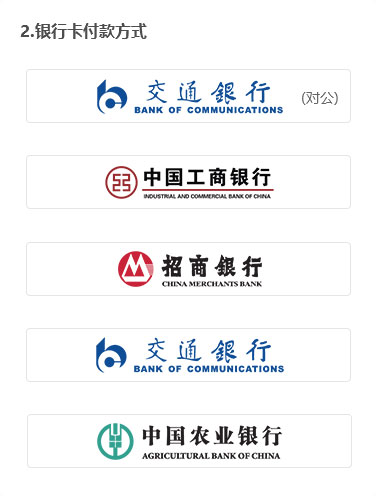 2.银行卡付款方式
交通銀行
BANK OF COMMUNICATIONS
(对公)
中国工商银行
INDUSTRIAL AND COMMERCIAL BANK OF CHINA
招商银行
CHINA MERCHANTS BANK
交通銀行
BANK OF COMMUNICATIONS
中国农业银行
AGRICULTURAL BANK OF CHINA